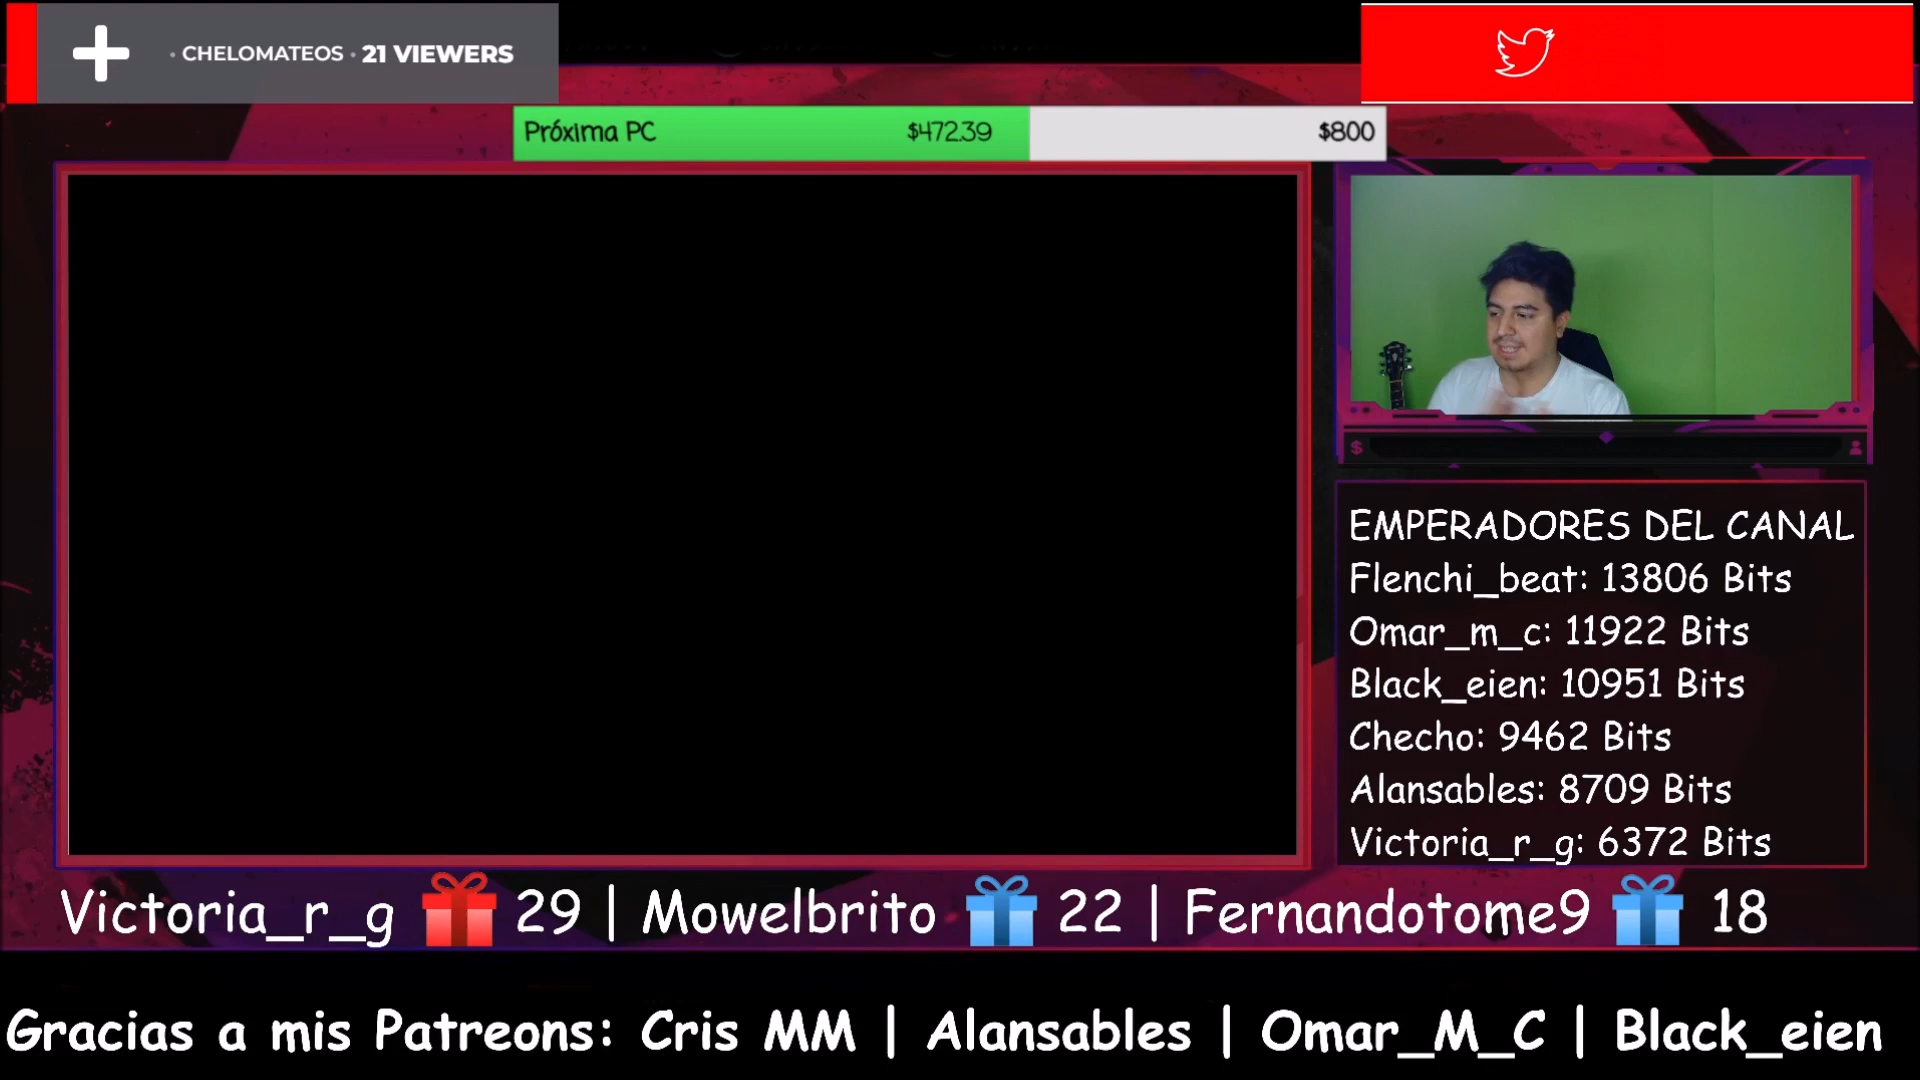 · CHELOMATEOS · 21 VIEWERS
Próxima PC $472.39 $800
$
EMPERADORES DEL CANAL
Flenchi_beat: 13806 Bits
Omar_m_c: 11922 Bits
Black_eien: 10951 Bits
Checho: 9462 Bits
Alansables: 8709 Bits
Victoria_r_g: 6372 Bits
Victoria_r_g 29 | Mowelbrito 22 | Fernandotome9 18
Gracias a mis Patreons: Cris MM | Alansables | Omar_M_C | Black_eien